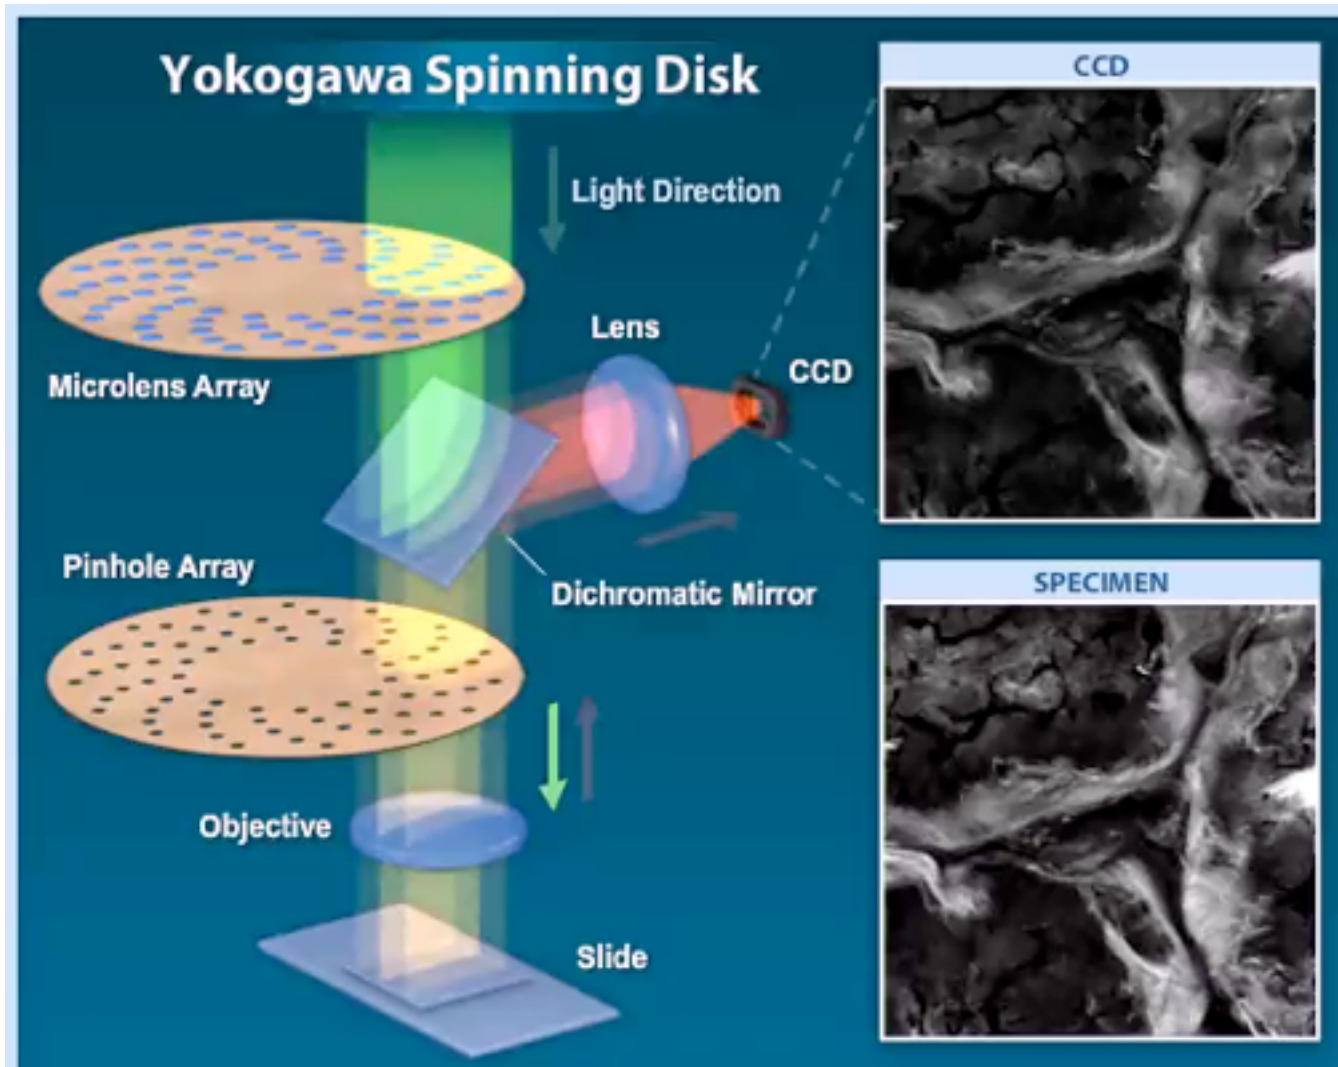 Yokogawa Spinning Disk
CCD
Light Direction
Lens
CCD
Microlens Array
Pinhole Array
Dichromatic Mirror
SPECIMEN
Objective
Slide